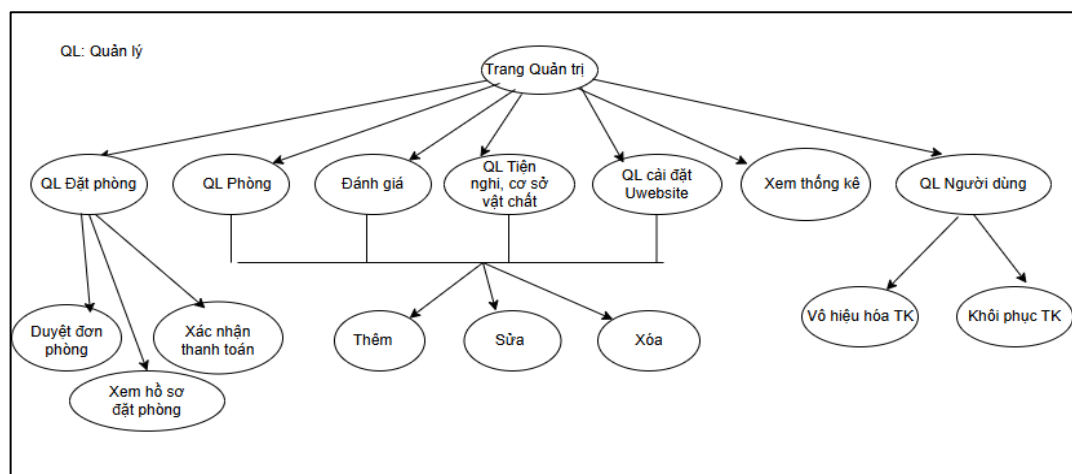 QL: Quản lý
Trang Quản trị
QL Đặt phòng
QL Phòng
Đánh giá
QL Tiện
nghi, cơ sở
vật chất
QL cài đặt
Uwebsite
Xem thống kê
QL Người dùng
Duyệt đơn
phòng
Xem hồ sơ
đặt phòng
Xác nhận
thanh toán
Thêm
Sửa
Xóa
Vô hiệu hóa TK
Khôi phục TK